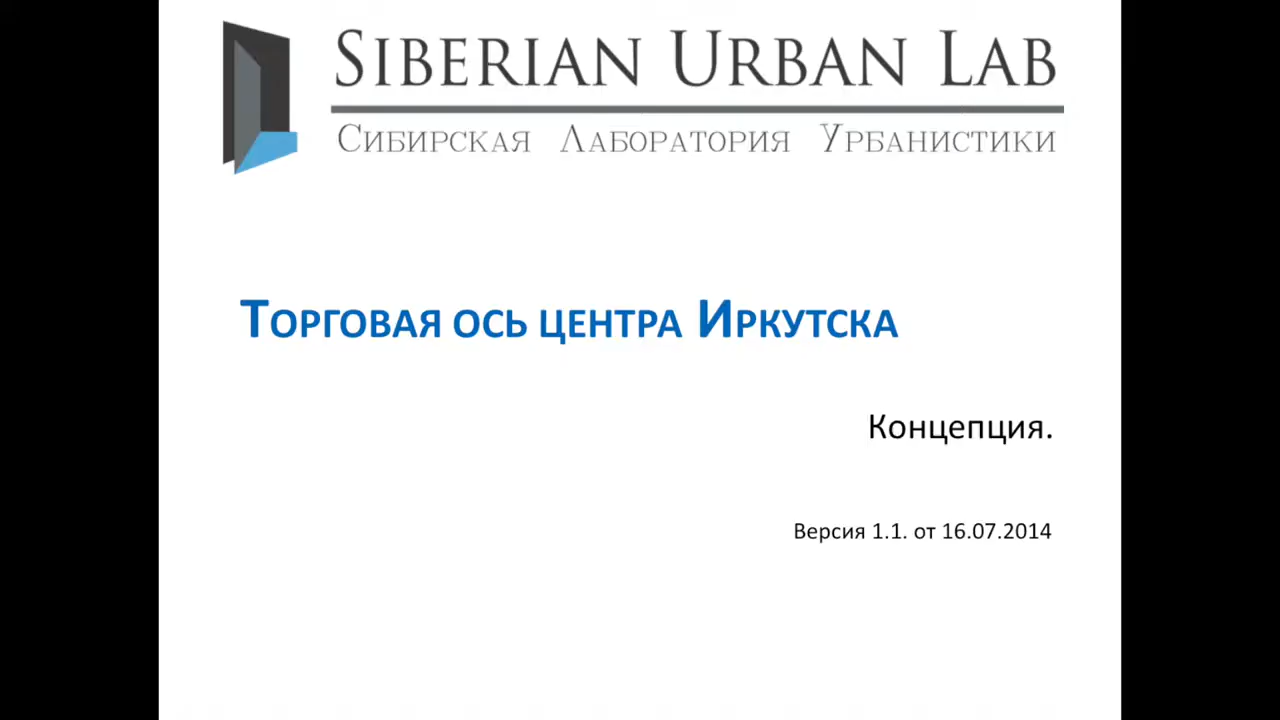 SIBERIAN URBAN LAB
СИБИРСКАЯ ЛАБОРАТОРИЯ УРБАНИСТИКИ
ТОРГОВАЯ ОСЬ ЦЕНТРА ИРКУТСКА
Концепция.
Версия 1.1. от 16.07.2014